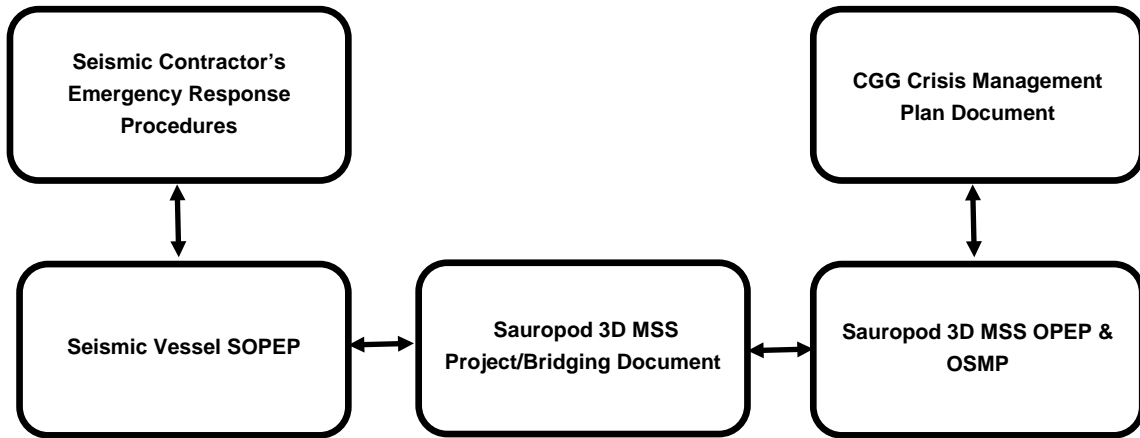 Seismic Contractor’s
Emergency Response
Procedures
CGG Crisis Management
Plan Document
Seismic Vessel SOPEP
Sauropod 3D MSS
Project/Bridging Document
Sauropod 3D MSS OPEP &
OSMP